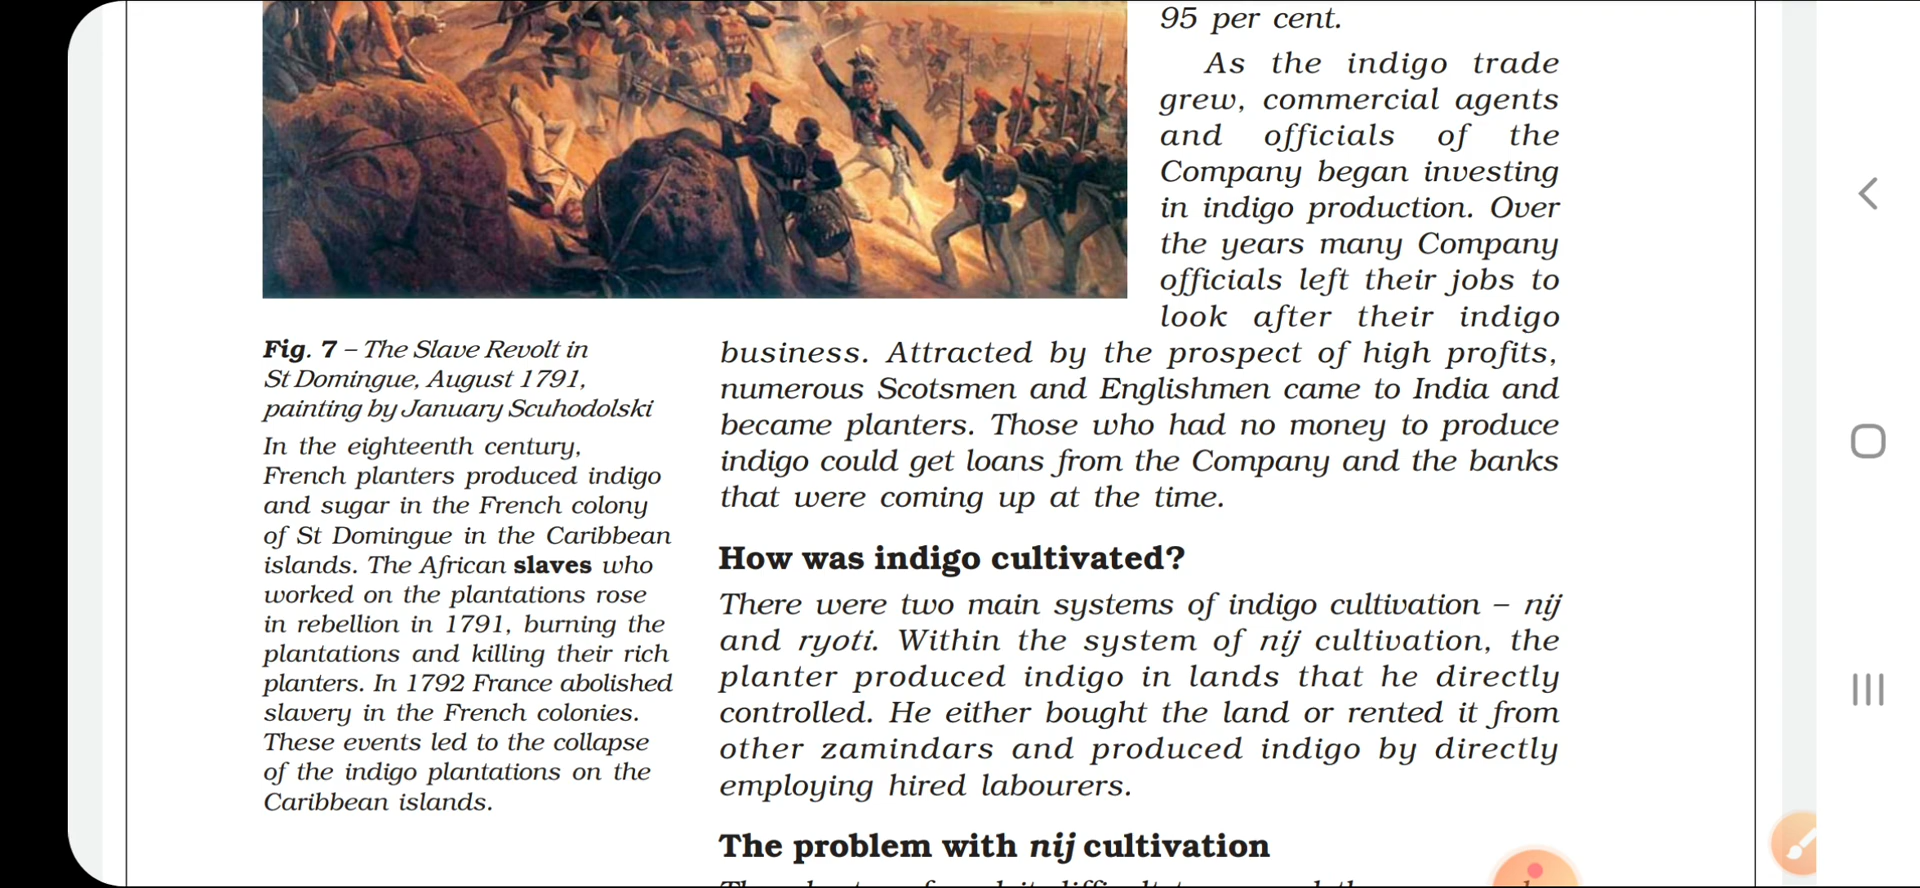 95 per cent.
As the indigo trade
grew, commercial agents
and officials of the
Company began investing
in indigo production. Over
the years many Company
officials left their jobs to
look after their indigo
business. Attracted by the prospect of high profits,
numerous Scotsmen and Englishmen came to India and
became planters. Those who had no money to produce
indigo could get loans from the Company and the banks
that were coming up at the time.
Fig. 7 – The Slave Revolt in
St Domingue, August 1791,
painting by January Scuhodolski
In the eighteenth century,
French planters produced indigo
and sugar in the French colony
of St Domingue in the Caribbean
islands. The African slaves who
worked on the plantations rose
in rebellion in 1791, burning the
plantations and killing their rich
planters. In 1792 France abolished
slavery in the French colonies.
These events led to the collapse
of the indigo plantations on the
Caribbean islands.
How was indigo cultivated?
There were two main systems of indigo cultivation – nij
and ryoti. Within the system of nij cultivation, the
planter produced indigo in lands that he directly
controlled. He either bought the land or rented it from
other zamindars and produced indigo by directly
employing hired labourers.
The problem with nij cultivation